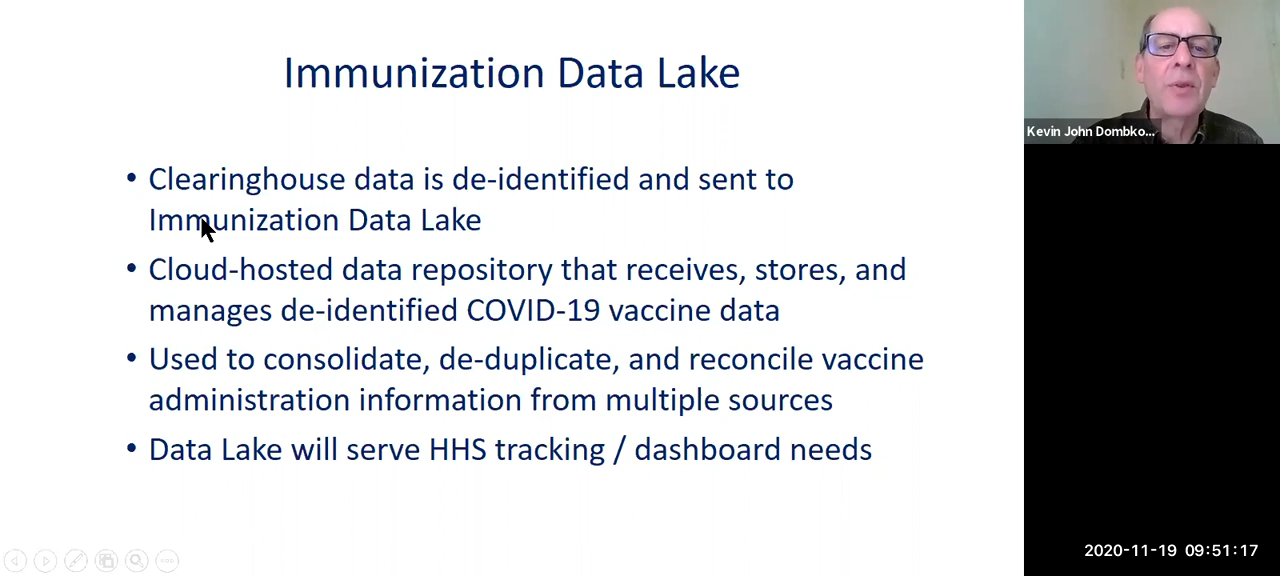 Immunization Data Lake
• Clearinghouse data is de-identified and sent to
Immunization Data Lake
• Cloud-hosted data repository that receives, stores, and
manages de-identified COVID-19 vaccine data
• Used to consolidate, de-duplicate, and reconcile vaccine
administration information from multiple sources
• Data Lake will serve HHS tracking / dashboard needs
Kevin John Dombko...
2020-11-19 09:51:17